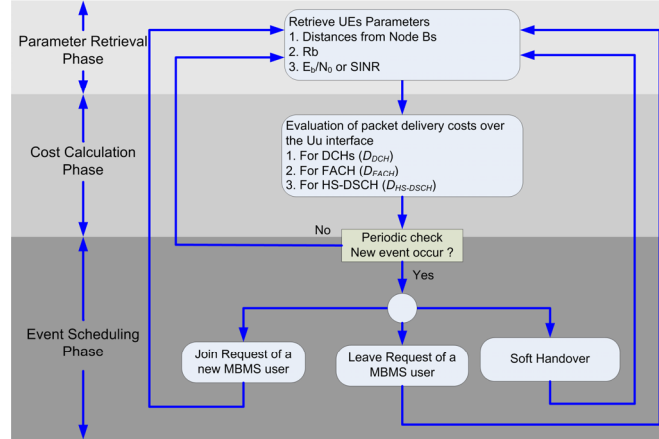 Parameter Retrieval
Phase
Retrieve UEs Parameters
1. Distances from Node Bs
2. Rb
3. Eb/N0 or SINR
Cost Calculation
Phase
Evaluation of packet delivery costs over
the Uu interface
1. For DCHs (DDCH)
2. For FACH (DFACH)
3. For HS-DSCH (DHS-DSCH)
No
Periodic check
New event occur ?
Yes
Event Scheduling
Phase
Join Request of a
new MBMS user
Leave Request of a
MBMS user
Soft Handover